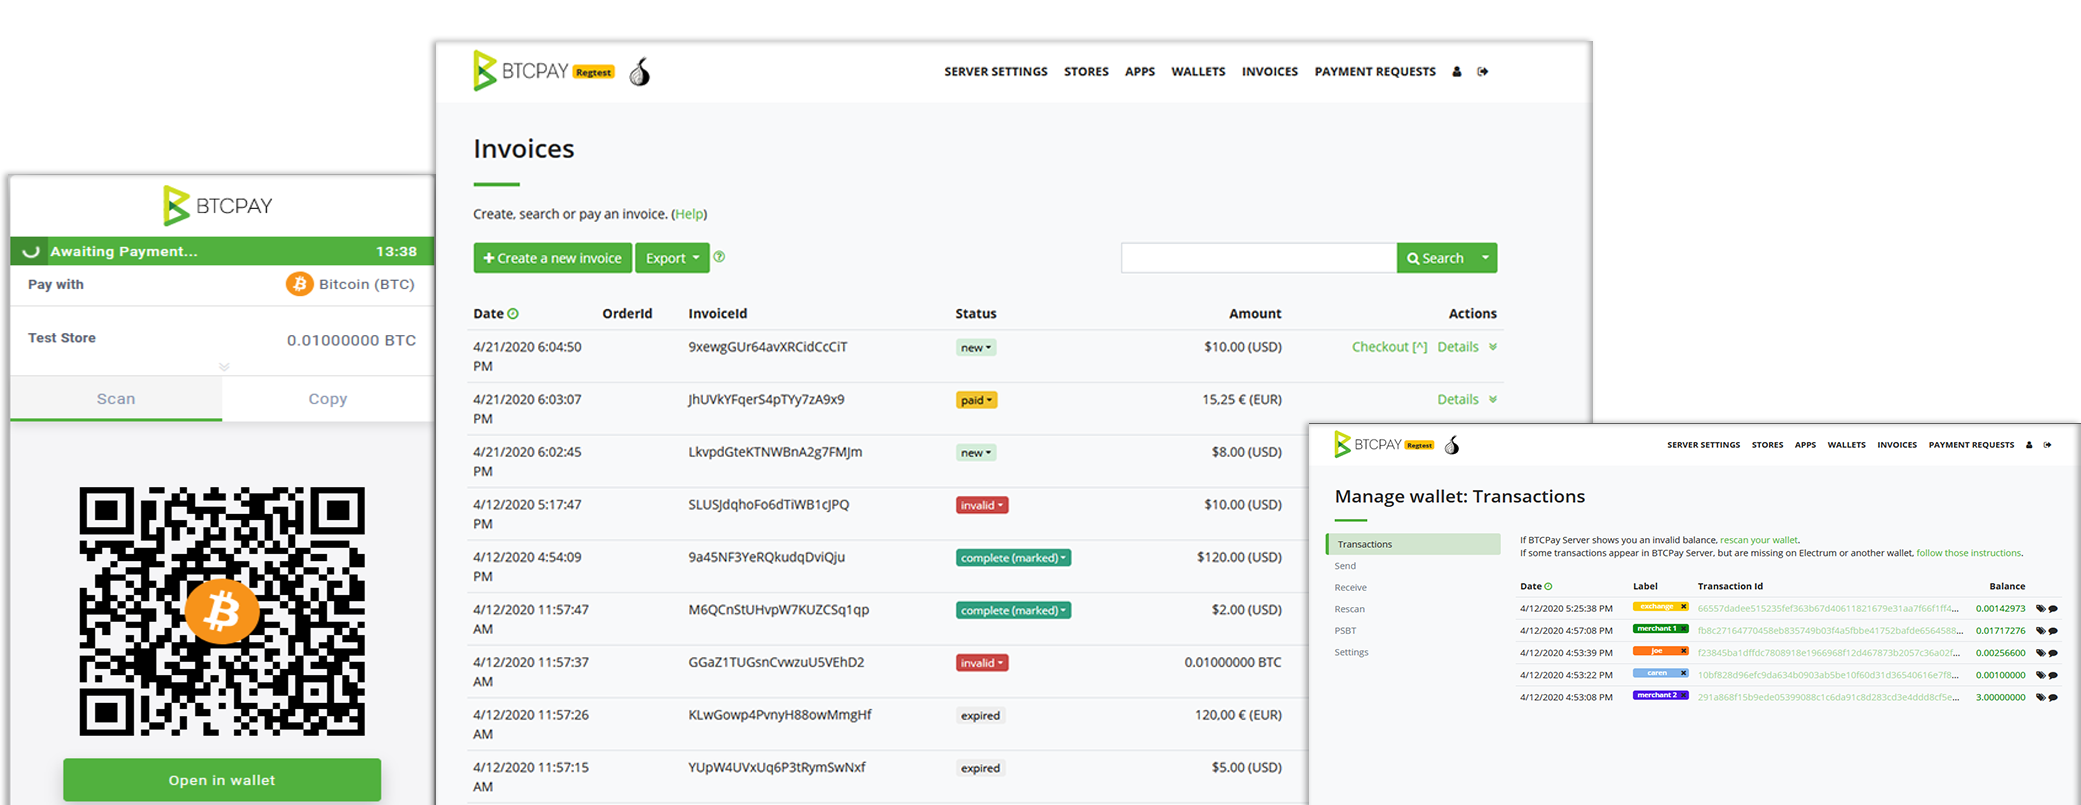 BTCPAY
Awaiting Payment... 13:38
Pay with Bitcoin (BTC)
Test Store 0.01000000 BTC
Scan Copy
Open in wallet
BTCPAY Regtest SERVER SETTINGS STORES APPS WALLETS INVOICES PAYMENT REQUESTS
Invoices
Create, search or pay an invoice. (Help)
Create a new invoice Export Search
Date OrderId InvoiceId Status Amount Actions
4/21/2020 6:04:50 PM 9xewgGUr64avXRCidCcCiT new $10.00 (USD) Checkout [^] Details
4/21/2020 6:03:07 PM JhUVkYFqerS4pTYy7zA9x9 paid 15,25 € (EUR) Details
4/21/2020 6:02:45 PM LkvpdGteKTNWBnA2g7FMJm new $8.00 (USD)
4/12/2020 5:17:47 PM SLUSJdqhoFo6dTiWB1cJPQ invalid $10.00 (USD)
4/12/2020 4:54:09 PM 9a45NF3YeRQkudqDviQju complete (marked) $120.00 (USD)
4/12/2020 11:57:47 AM M6QCnStUHvpW7KUZCSq1qp complete (marked) $2.00 (USD)
4/12/2020 11:57:37 AM GGaZ1TUGsnCvwzuU5VEhD2 invalid 0.01000000 BTC
4/12/2020 11:57:26 AM KLwGowp4PvnyH88owMmgHf expired 120,00 € (EUR)
4/12/2020 11:57:15 AM YUpW4UVxUq6P3tRymSwNxf expired $5.00 (USD)
BTCPAY Regtest SERVER SETTINGS STORES APPS WALLETS INVOICES PAYMENT REQUESTS
Manage wallet: Transactions
Transactions
Send
Receive
Rescan
PSBT
Settings
If BTCPay Server shows you an invalid balance, rescan your wallet.
If some transactions appear in BTCPay Server, but are missing on Electrum or another wallet, follow those instructions.
Date Label Transaction Id Balance
4/12/2020 5:25:38 PM exchange 66557dadee515235fef363b67d40611821679e31aa7f66f1ff4... 0.00142973
4/12/2020 4:57:08 PM merchant 1 fb8c27164770458eb835749b03f4a5fbbe41752bafde6564588... 0.01717276
4/12/2020 4:53:39 PM joe f23845ba1dffdc7808918e1966968f12d467873b2057c36a02f... 0.00256600
4/12/2020 4:53:22 PM caren 10bf828d96efc9da634b0903ab5be10f60d31d36540616e7f8... 0.00100000
4/12/2020 4:53:08 PM merchant 2 291a868f15b9ede05399088c1c6da91c8d283cd3e4ddd8cf5e... 3.00000000